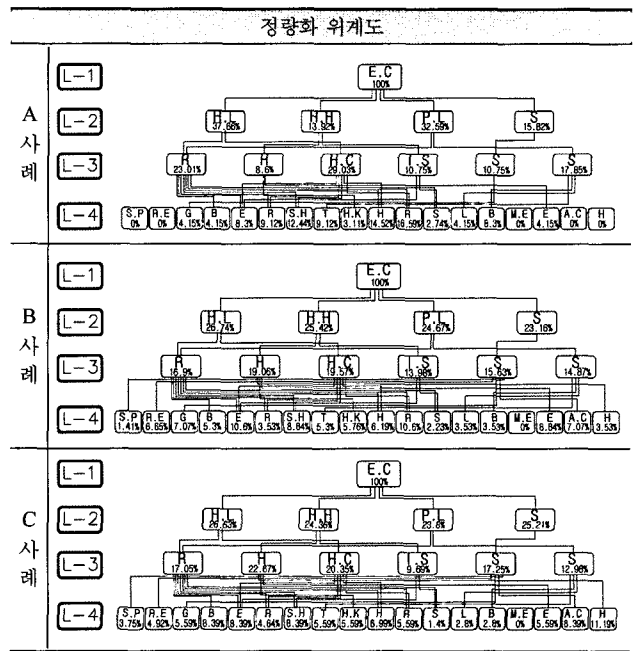 정량화 위계도
A 사례
L-1
E.C
100%
L-2
H.L H.H P.L S
37.66% 13.92% 32.59% 15.82%
L-3
R H H.C I.S S S
23.01% 8.6% 29.03% 10.75% 10.75% 17.85%
L-4
S.P R.E G B E R S.H T H.K H R S L B M.E E A.C H
0% 0% 4.15% 4.15% 8.3% 9.12% 12.44% 9.12% 3.11% 14.52% 16.59% 2.74% 4.15% 8.3% 0% 4.15% 0% 0%
B 사례
L-1
E.C
100%
L-2
H.L H.H P.L S
26.74% 25.42% 24.67% 23.16%
L-3
R H H.C I.S S S
16.9% 19.06% 19.57% 13.98% 15.63% 14.87%
L-4
S.P R.E G B E R S.H T H.K H R S L B M.E E A.C H
1.41% 6.65% 7.07% 5.3% 10.6% 3.53% 8.84% 5.3% 5.76% 6.19% 10.6% 2.23% 3.53% 3.53% 0% 8.84% 7.07% 3.53%
C 사례
L-1
E.C
100%
L-2
H.L H.H P.L S
26.63% 24.36% 23.8% 25.21%
L-3
R H H.C I.S S S
17.05% 22.87% 20.35% 9.66% 17.25% 12.98%
L-4
S.P R.E G B E R S.H T H.K H R S L B M.E E A.C H
3.75% 4.92% 5.59% 8.39% 8.39% 4.64% 8.39% 5.59% 5.59% 6.99% 5.59% 1.4% 2.8% 2.8% 0% 5.59% 8.39% 11.19%